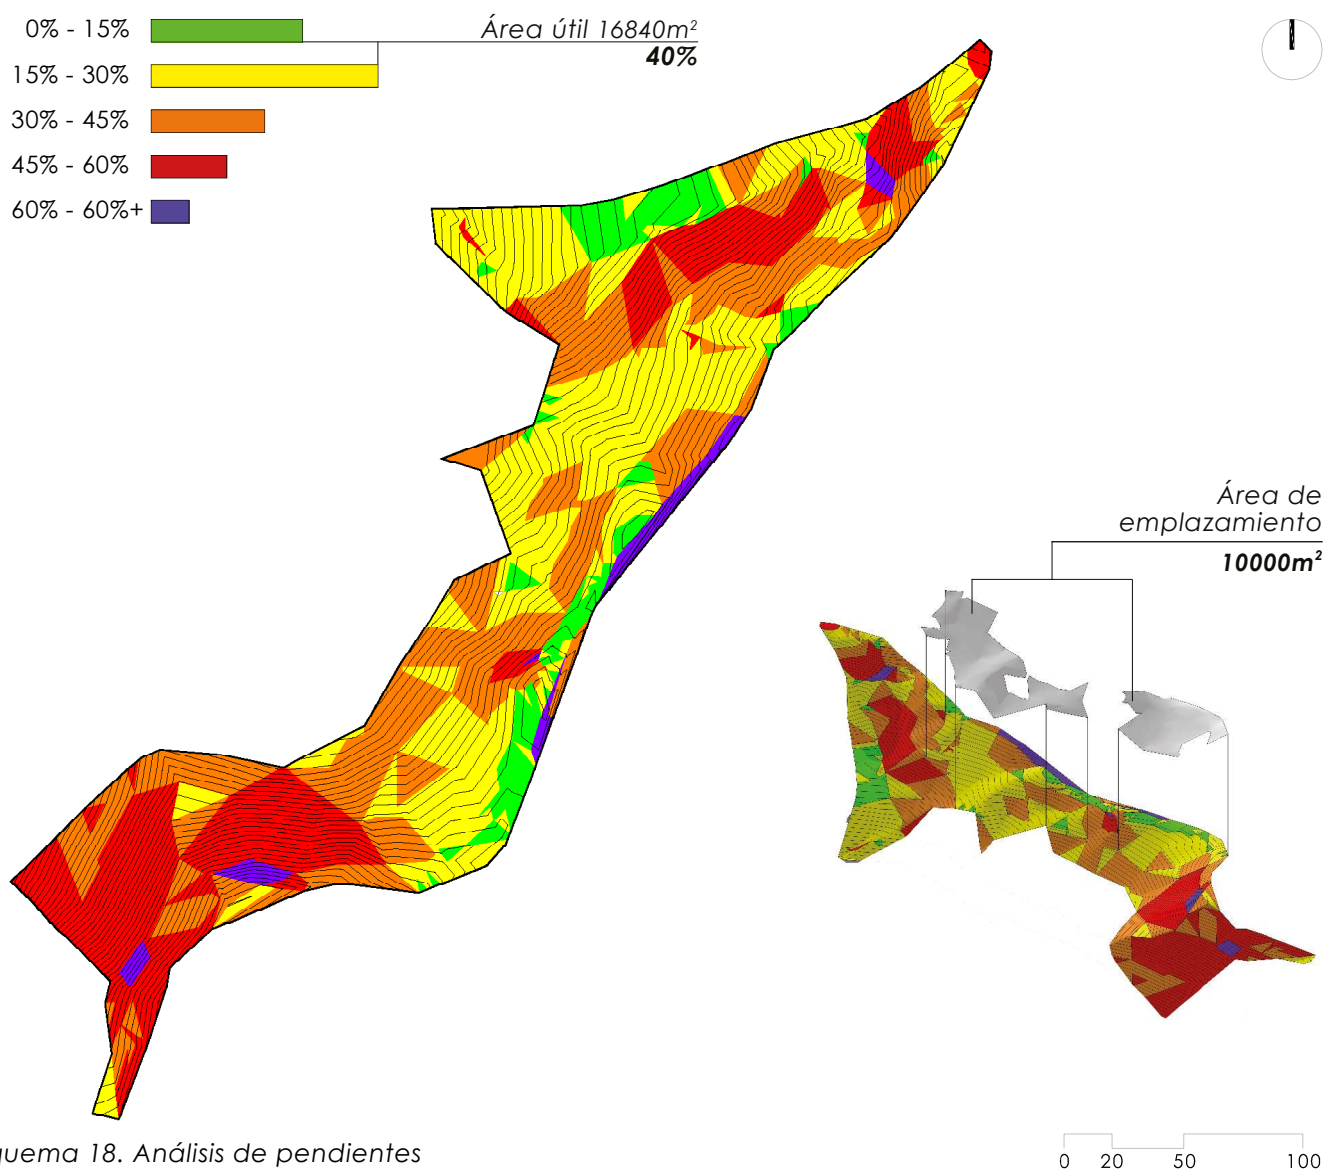 0% - 15%
Área útil 16840m²
40%
15% - 30%
30% - 45%
45% - 60%
60% - 60%+
Área de
emplazamiento
10000m²
quema 18. Análisis de pendientes
0 20 50 100